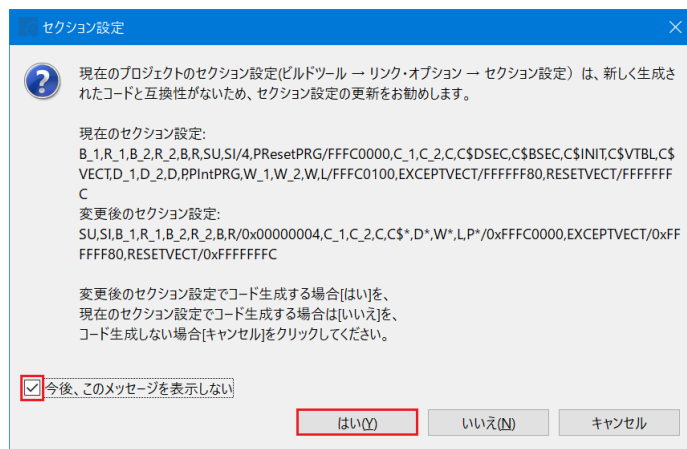 セクション設定
現在のプロジェクトのセクション設定(ビルドツール → リンク・オプション → セクション設定）は、新しく生成さ
れたコードと互換性がないため、セクション設定の更新をお勧めします。
現在のセクション設定:
B_1,R_1,B_2,R_2,B,R,SU,SI/4,PResetPRG/FFFC0000,C_1,C_2,C,C$DSEC,C$BSEC,C$INIT,C$VTBL,C$
VECT,D_1,D_2,D,P,PIntPRG,W_1,W_2,W,L/FFFC0100,EXCEPTVECT/FFFFFF80,RESETVECT/FFFFFFF
C
変更後のセクション設定:
SU,SI,B_1,R_1,B_2,R_2,B,R/0x00000004,C_1,C_2,C,C$*,D*,W*,L,P*/0xFFFC0000,EXCEPTVECT/0xFF
FFFF80,RESETVECT/0xFFFFFFFC
変更後のセクション設定でコード生成する場合[はい]を、
現在のセクション設定でコード生成する場合は[いいえ]を、
コード生成しない場合[キャンセル]をクリックしてください。
今後、このメッセージを表示しない
はい(Y) いいえ(N) キャンセル